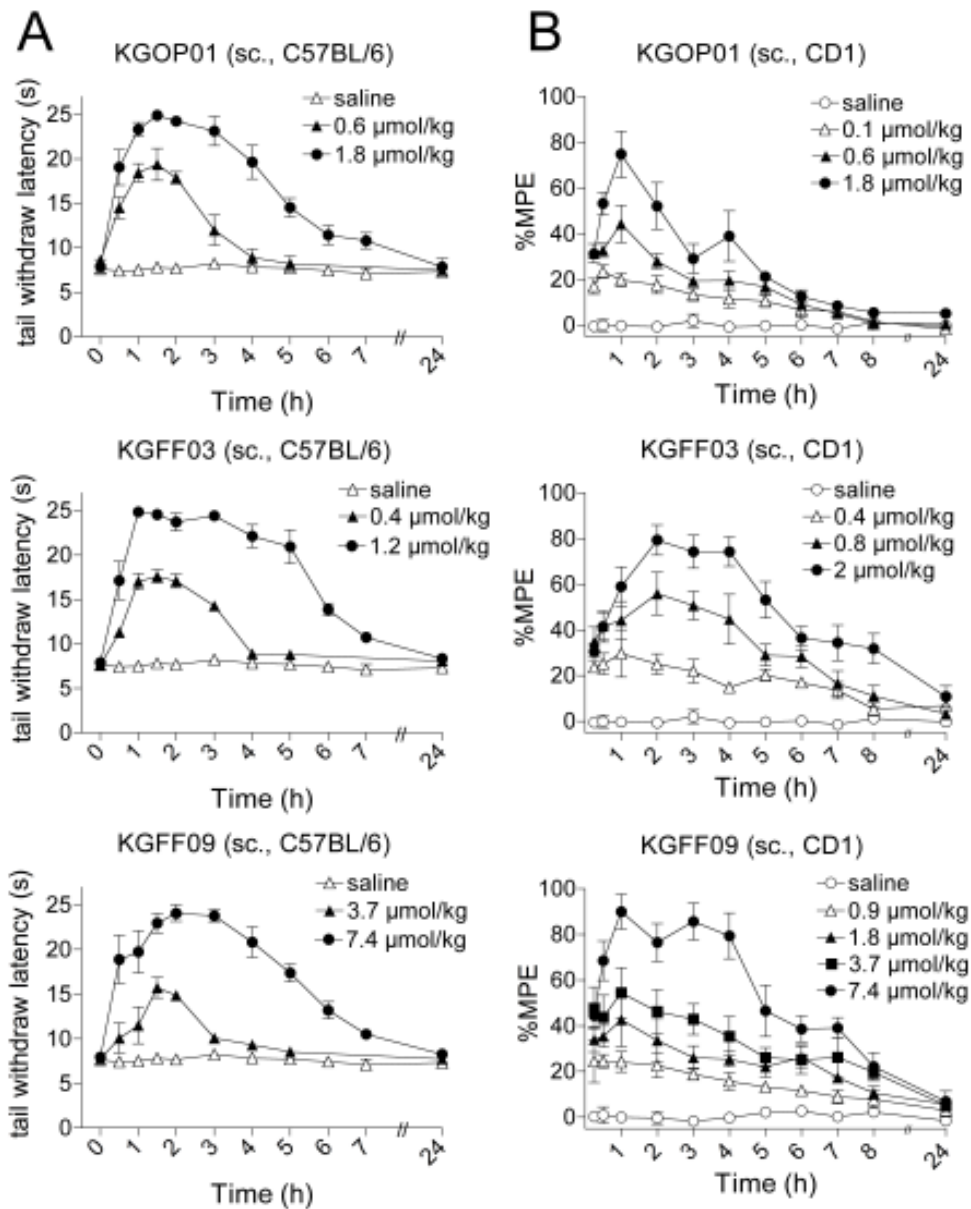 A
KGOP01 (sc., C57BL/6)
tail withdraw latency (s)
25
20
15
10
5
0
saline
0.6 µmol/kg
1.8 µmol/kg
0 1 2 3 4 5 6 7 // 24
Time (h)
B
KGOP01 (sc., CD1)
%MPE
100
80
60
40
20
0
saline
0.1 µmol/kg
0.6 µmol/kg
1.8 µmol/kg
1 2 3 4 5 6 7 8 24
Time (h)
KGFF03 (sc., C57BL/6)
tail withdraw latency (s)
25
20
15
10
5
0
saline
0.4 µmol/kg
1.2 µmol/kg
0 1 2 3 4 5 6 7 // 24
Time (h)
KGFF03 (sc., CD1)
%MPE
100
80
60
40
20
0
saline
0.4 µmol/kg
0.8 µmol/kg
2 µmol/kg
1 2 3 4 5 6 7 8 24
Time (h)
KGFF09 (sc., C57BL/6)
tail withdraw latency (s)
25
20
15
10
5
0
saline
3.7 µmol/kg
7.4 µmol/kg
0 1 2 3 4 5 6 7 // 24
Time (h)
KGFF09 (sc., CD1)
%MPE
100
80
60
40
20
0
saline
0.9 µmol/kg
1.8 µmol/kg
3.7 µmol/kg
7.4 µmol/kg
1 2 3 4 5 6 7 8 24
Time (h)